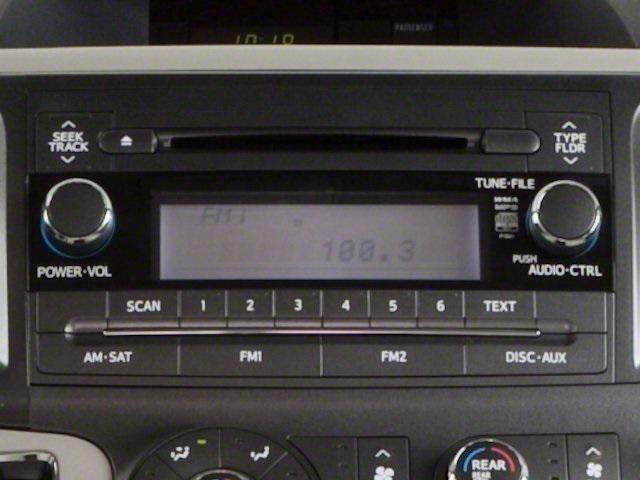 10:19
PASSENGER
SEEK TRACK
TYPE FLDR
TUNE·FILE
FM1
100.3
POWER·VOL
PUSH
AUDIO·CTRL
SCAN 1 2 3 4 5 6 TEXT
AM·SAT FM1 FM2 DISC·AUX
REAR